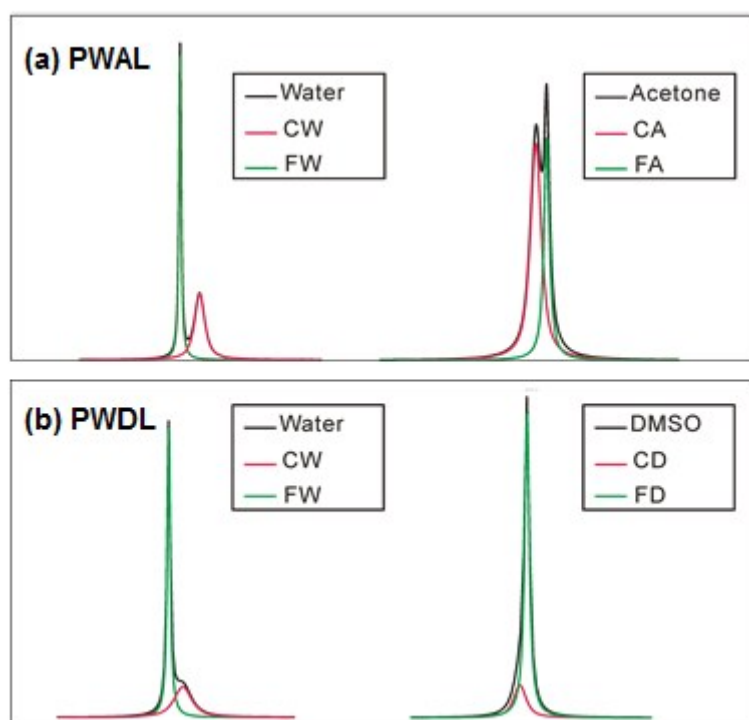 (a) PWAL
Water
CW
FW
Acetone
CA
FA
(b) PWDL
Water
CW
FW
DMSO
CD
FD